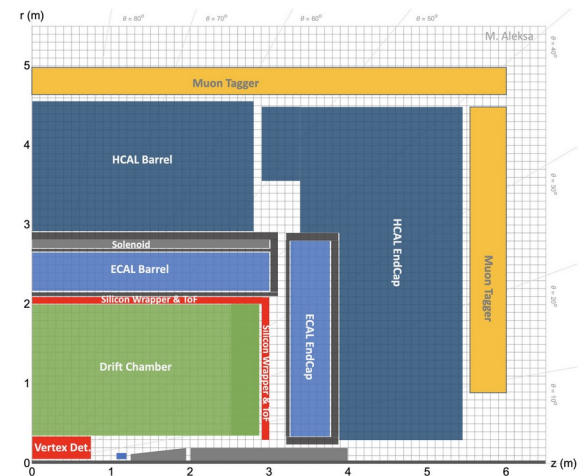 r (m)
θ = 80°
θ = 70°
θ = 60°
θ = 50°
M. Aleksa
θ = 40°
5
Muon Tagger
4
HCAL Barrel
θ = 30°
3
Solenoid
HCAL EndCap
ECAL Barrel
Muon Tagger
θ = 20°
2
Silicon Wrapper & ToF
Silicon Wrapper & ToF
ECAL EndCap
Drift Chamber
1
θ = 10°
Vertex Det.
0
0
1
2
3
4
5
6
z (m)